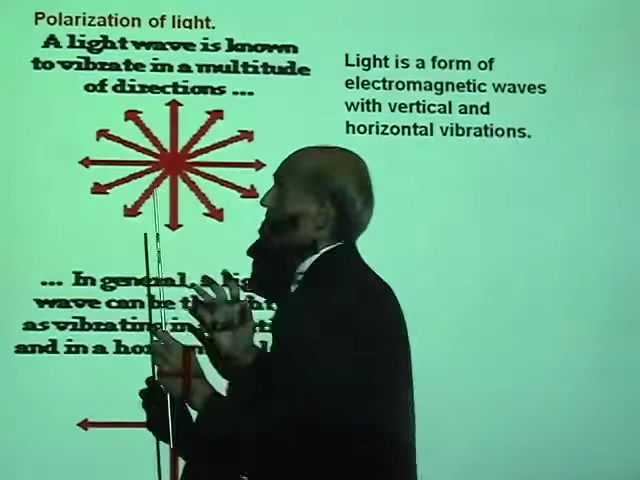 Polarization of light.
A light wave is known
to vibrate in a multitude
of directions ...
Light is a form of
electromagnetic waves
with vertical and
horizontal vibrations.
... In general, a
wave can be
as vibrating in
and in a